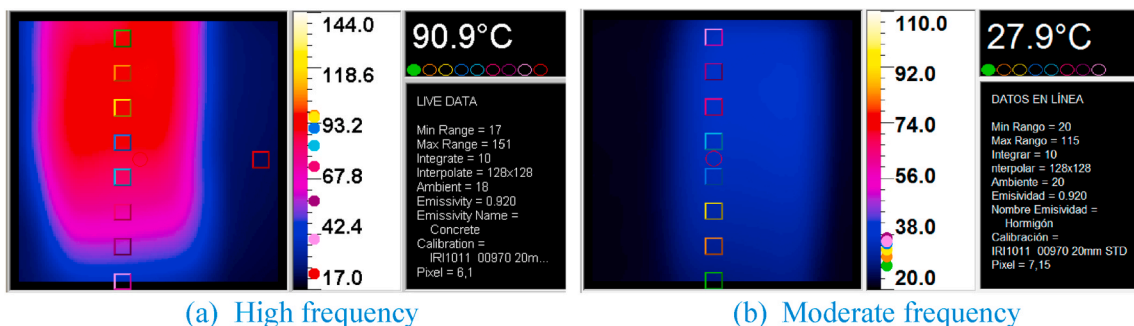 144.0
118.6
93.2
67.8
42.4
17.0
90.9°C
LIVE DATA
Min Range = 17
Max Range = 151
Integrate = 10
Interpolate = 128x128
Ambient = 18
Emissivity = 0.920
Emissivity Name =
Concrete
Calibration =
IRI1011 00970 20m...
Pixel = 6,1
(a) High frequency
110.0
92.0
74.0
56.0
38.0
20.0
27.9°C
DATOS EN LÍNEA
Min Rango = 20
Max Rango = 115
Integrar = 10
nterpolar = 128x128
Ambiente = 20
Emisividad = 0.920
Nombre Emisividad =
Hormigón
Calibración =
IRI1011 00970 20mm STD
Pixel = 7,15
(b) Moderate frequency